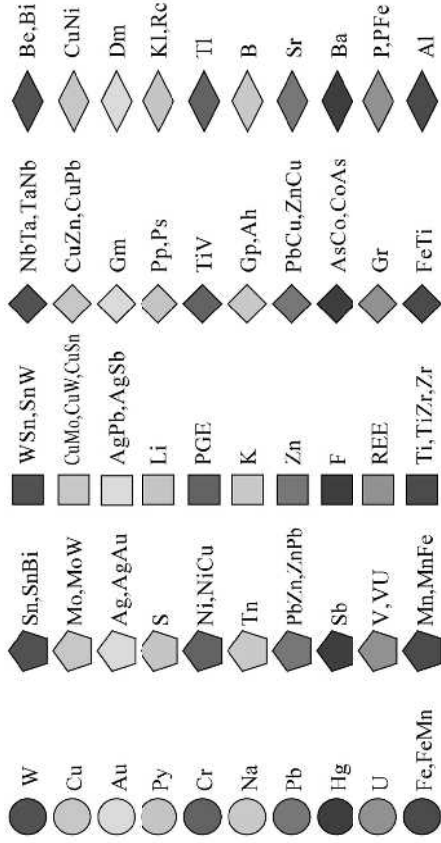 W
Cu
Au
Py
Cr
Na
Pb
Hg
U
Fe,FeMn
Sn,SnBi
Mo,MoW
Ag,AgAu
S
Ni,NiCu
Tn
PbZn,ZnPb
Sb
V,VU
Mn,MnFe
WSn,SnW
CuMo,CuW,CuSn
AgPb,AgSb
Li
PGE
K
Zn
F
REE
Ti,TiZr,Zr
NbTa,TaNb
CuZn,CuPb
Gm
Pp,Ps
TiV
Gp,Ah
PbCu,ZnCu
AsCo,CoAs
Gr
FeTi
Be,Bi
CuNi
Dm
Kl,Rc
Tl
B
Sr
Ba
P,PFe
Al